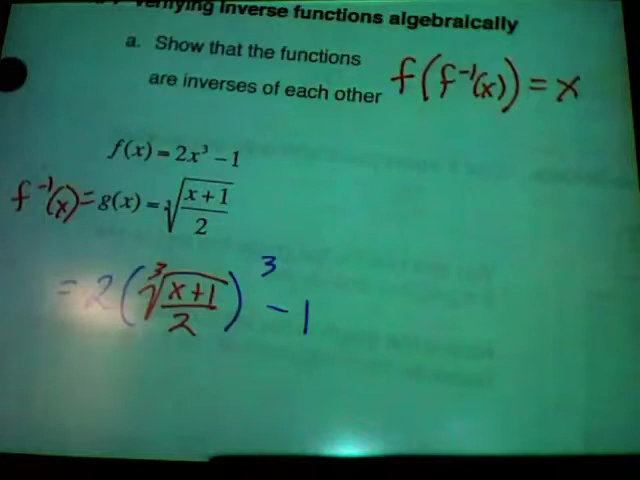 Verifying inverse functions algebraically
a. Show that the functions
are inverses of each other
f(f⁻¹(x)) = x
f(x) = 2x³ − 1
f⁻¹(x) = g(x) = ∛((x + 1)/2)
= 2(∛((x+1)/2))³ − 1